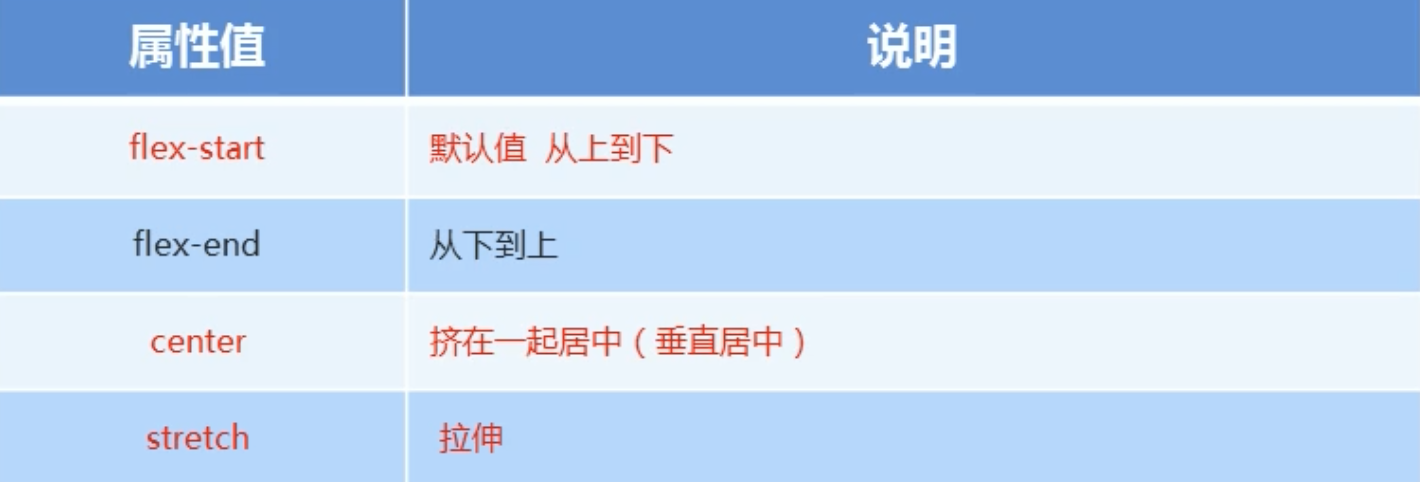 属性值 说明
flex-start 默认值 从上到下
flex-end 从下到上
center 挤在一起居中（垂直居中）
stretch 拉伸